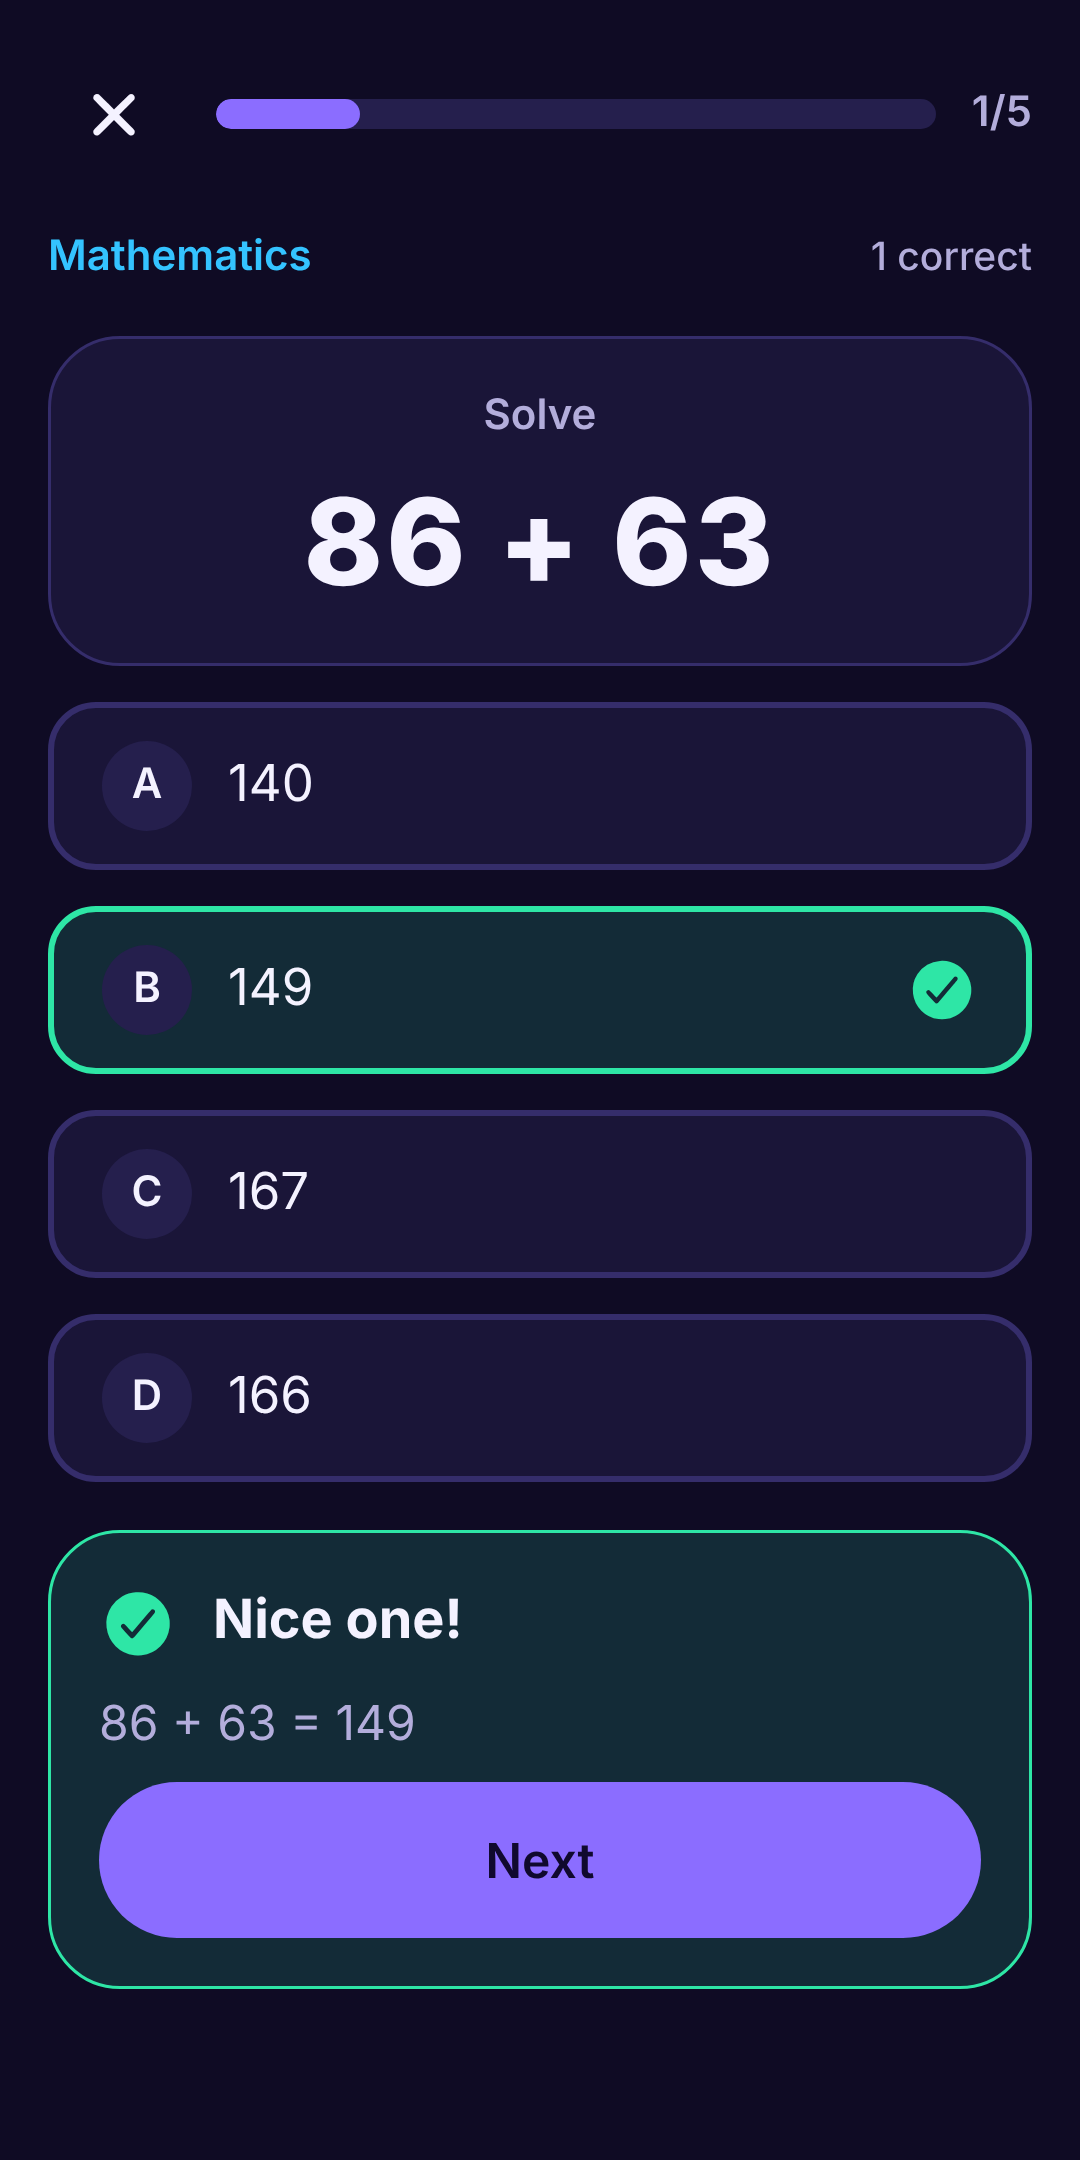 1/5
Mathematics
1 correct
Solve
86 + 63
A 140
B 149
C 167
D 166
Nice one!
86 + 63 = 149
Next